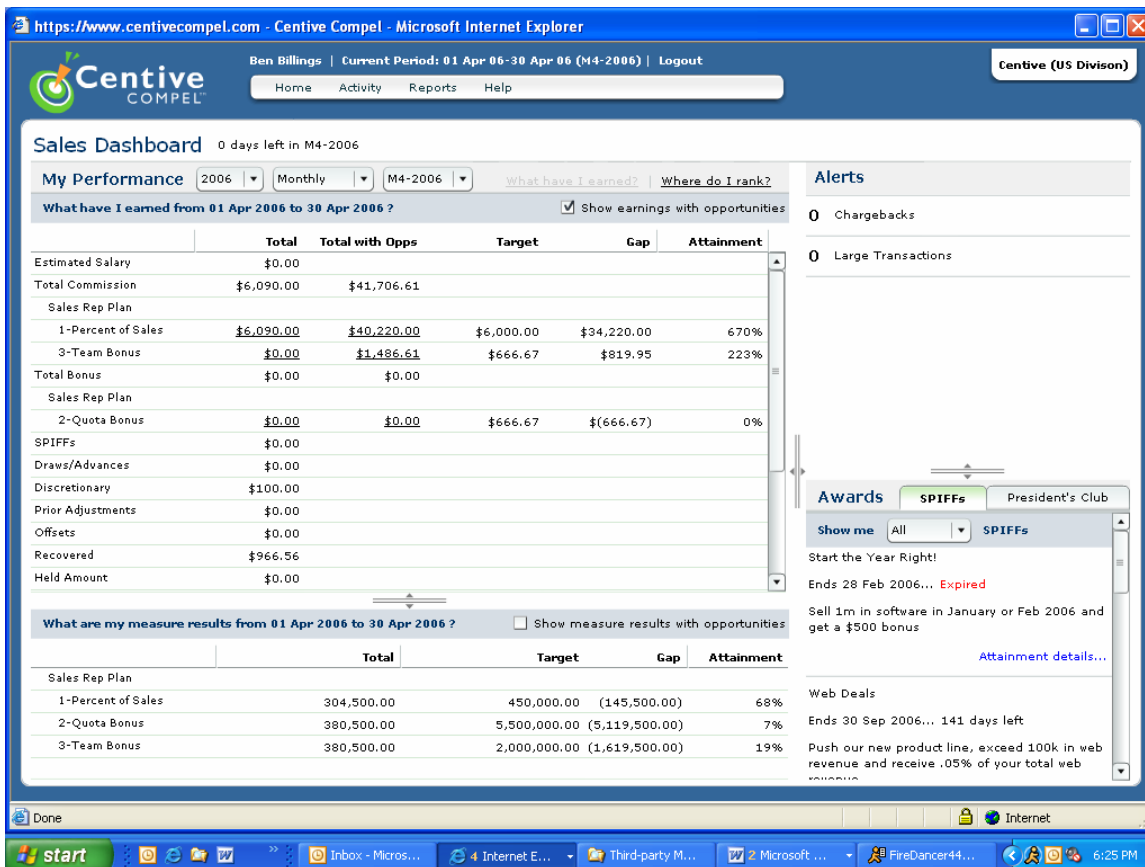 https://www.centivecompel.com - Centive Compel - Microsoft Internet Explorer
Centive COMPEL™
Ben Billings | Current Period: 01 Apr 06-30 Apr 06 (M4-2006) | Logout
Centive (US Divison)
Home Activity Reports Help
Sales Dashboard 0 days left in M4-2006
My Performance 2006 Monthly M4-2006 What have I earned? | Where do I rank?
What have I earned from 01 Apr 2006 to 30 Apr 2006 ? Show earnings with opportunities
Total Total with Opps Target Gap Attainment
Estimated Salary $0.00
Total Commission $6,090.00 $41,706.61
Sales Rep Plan
1-Percent of Sales $6,090.00 $40,220.00 $6,000.00 $34,220.00 670%
3-Team Bonus $0.00 $1,486.61 $666.67 $819.95 223%
Total Bonus $0.00 $0.00
Sales Rep Plan
2-Quota Bonus $0.00 $0.00 $666.67 $(666.67) 0%
SPIFFs $0.00
Draws/Advances $0.00
Discretionary $100.00
Prior Adjustments $0.00
Offsets $0.00
Recovered $966.56
Held Amount $0.00
What are my measure results from 01 Apr 2006 to 30 Apr 2006 ? Show measure results with opportunities
Total Target Gap Attainment
Sales Rep Plan
1-Percent of Sales 304,500.00 450,000.00 (145,500.00) 68%
2-Quota Bonus 380,500.00 5,500,000.00 (5,119,500.00) 7%
3-Team Bonus 380,500.00 2,000,000.00 (1,619,500.00) 19%
Alerts
0 Chargebacks
0 Large Transactions
Awards SPIFFs President's Club
Show me All SPIFFs
Start the Year Right!
Ends 28 Feb 2006... Expired
Sell 1m in software in January or Feb 2006 and
get a $500 bonus
Attainment details...
Web Deals
Ends 30 Sep 2006... 141 days left
Push our new product line, exceed 100k in web
revenue and receive .05% of your total web
Done Internet
start Inbox - Micros... 4 Internet E... Third-party M... 2 Microsoft ... FireDancer44... 6:25 PM